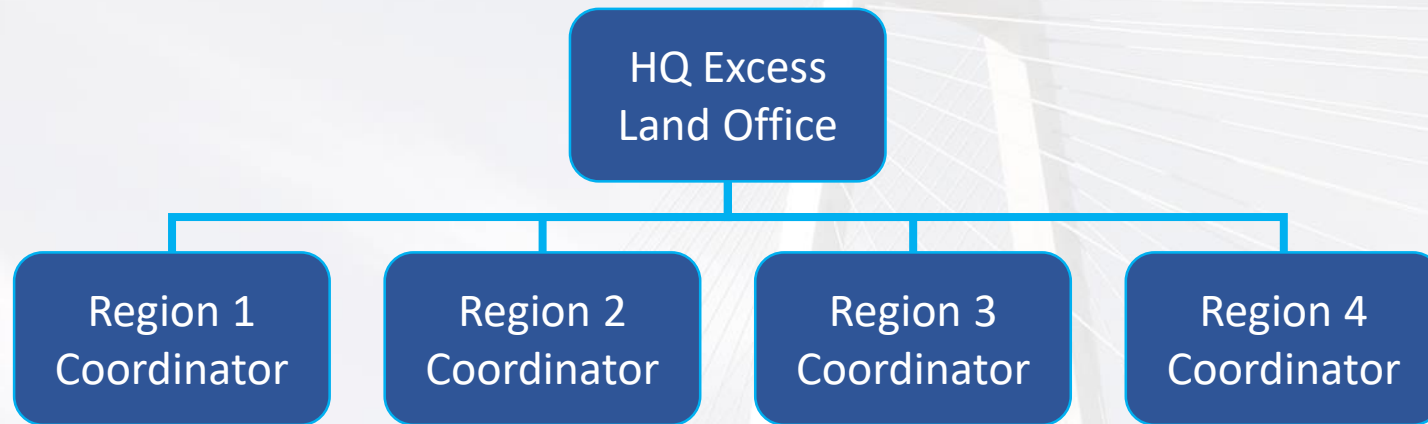 HQ Excess
Land Office
Region 1
Coordinator
Region 2
Coordinator
Region 3
Coordinator
Region 4
Coordinator